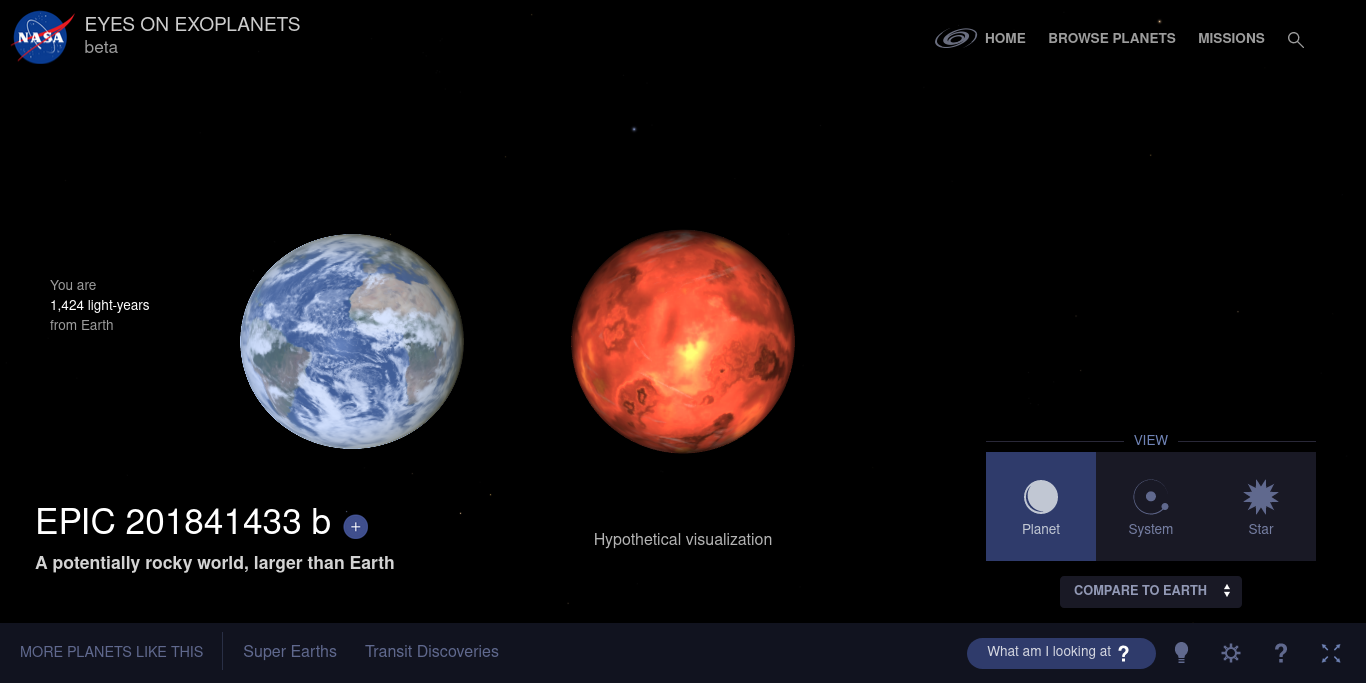 NASA
EYES ON EXOPLANETS
beta
HOME
BROWSE PLANETS
MISSIONS
You are
1,424 light-years
from Earth
EPIC 201841433 b +
A potentially rocky world, larger than Earth
Hypothetical visualization
VIEW
Planet
System
Star
COMPARE TO EARTH
MORE PLANETS LIKE THIS
Super Earths
Transit Discoveries
What am I looking at ?
?